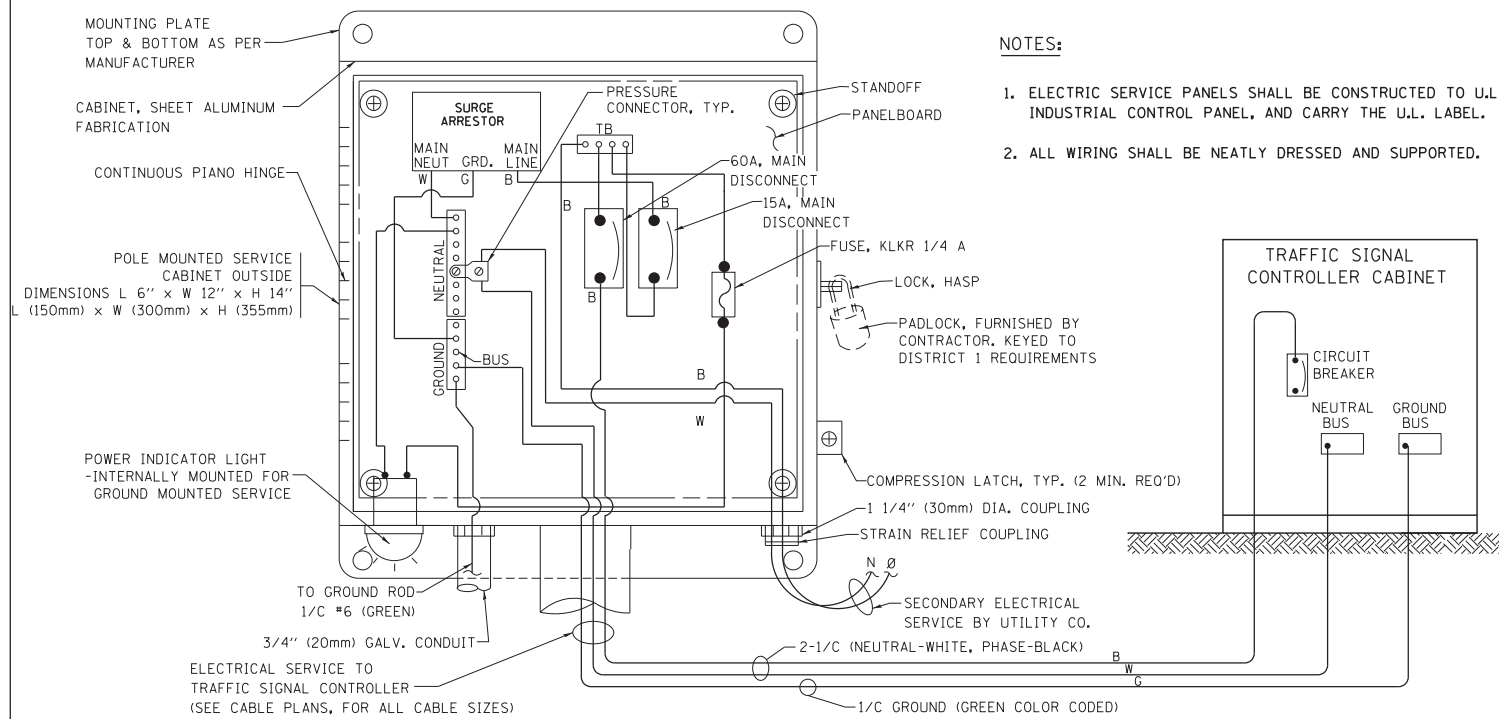 MOUNTING PLATE
TOP & BOTTOM AS PER
MANUFACTURER
CABINET, SHEET ALUMINUM
FABRICATION
CONTINUOUS PIANO HINGE
POLE MOUNTED SERVICE
CABINET OUTSIDE
DIMENSIONS L 6'' x W 12'' x H 14''
L (150mm) x W (300mm) x H (355mm)
POWER INDICATOR LIGHT
-INTERNALLY MOUNTED FOR
GROUND MOUNTED SERVICE
SURGE
ARRESTOR
MAIN
NEUT
GRD.
MAIN
LINE
W
G
B
PRESSURE
CONNECTOR, TYP.
TB
STANDOFF
PANELBOARD
60A, MAIN
DISCONNECT
15A, MAIN
DISCONNECT
B
B
B
FUSE, KLKR 1/4 A
NEUTRAL
GROUND
BUS
LOCK, HASP
PADLOCK, FURNISHED BY
CONTRACTOR. KEYED TO
DISTRICT 1 REQUIREMENTS
B
W
COMPRESSION LATCH, TYP. (2 MIN. REQ'D)
1 1/4'' (30mm) DIA. COUPLING
STRAIN RELIEF COUPLING
N Ø
SECONDARY ELECTRICAL
SERVICE BY UTILITY CO.
TO GROUND ROD
1/C #6 (GREEN)
3/4'' (20mm) GALV. CONDUIT
ELECTRICAL SERVICE TO
TRAFFIC SIGNAL CONTROLLER
(SEE CABLE PLANS, FOR ALL CABLE SIZES)
2-1/C (NEUTRAL-WHITE, PHASE-BLACK)
B
W
G
1/C GROUND (GREEN COLOR CODED)
NOTES:
1. ELECTRIC SERVICE PANELS SHALL BE CONSTRUCTED TO U.L
INDUSTRIAL CONTROL PANEL, AND CARRY THE U.L. LABEL.
2. ALL WIRING SHALL BE NEATLY DRESSED AND SUPPORTED.
TRAFFIC SIGNAL
CONTROLLER CABINET
CIRCUIT
BREAKER
NEUTRAL
BUS
GROUND
BUS